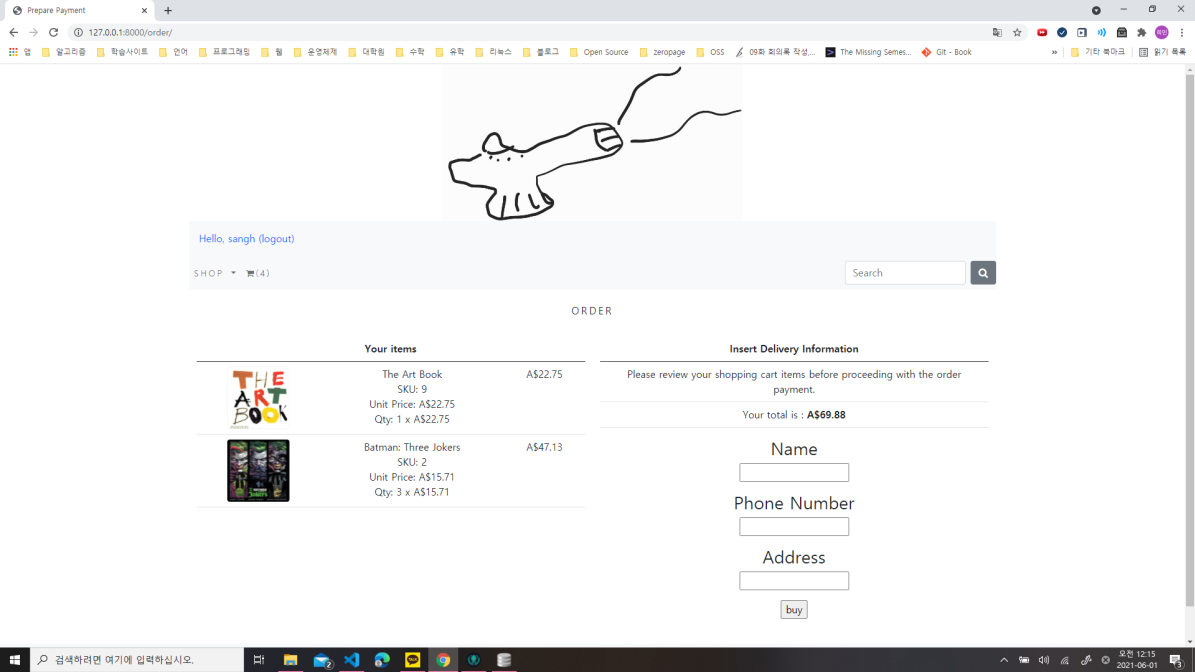 Prepare Payment
127.0.0.1:8000/order/
앱 알고리즘 학습사이트 언어 프로그래밍 웹 운영체제 대학원 수학 유학 리눅스 블로그 Open Source zeropage OSS 09화 회의록 작성,... The Missing Semes... Git - Book » 기타 북마크 읽기 목록
Hello, sangh (logout)
SHOP (4)
Search
ORDER
Your items
THE ART BOOK
The Art Book
SKU: 9
Unit Price: A$22.75
Qty: 1 x A$22.75
A$22.75
Batman: Three Jokers
SKU: 2
Unit Price: A$15.71
Qty: 3 x A$15.71
A$47.13
Insert Delivery Information
Please review your shopping cart items before proceeding with the order
payment.
Your total is : A$69.88
Name
Phone Number
Address
buy
검색하려면 여기에 입력하십시오.
2
오전 12:15
2021-06-01
3